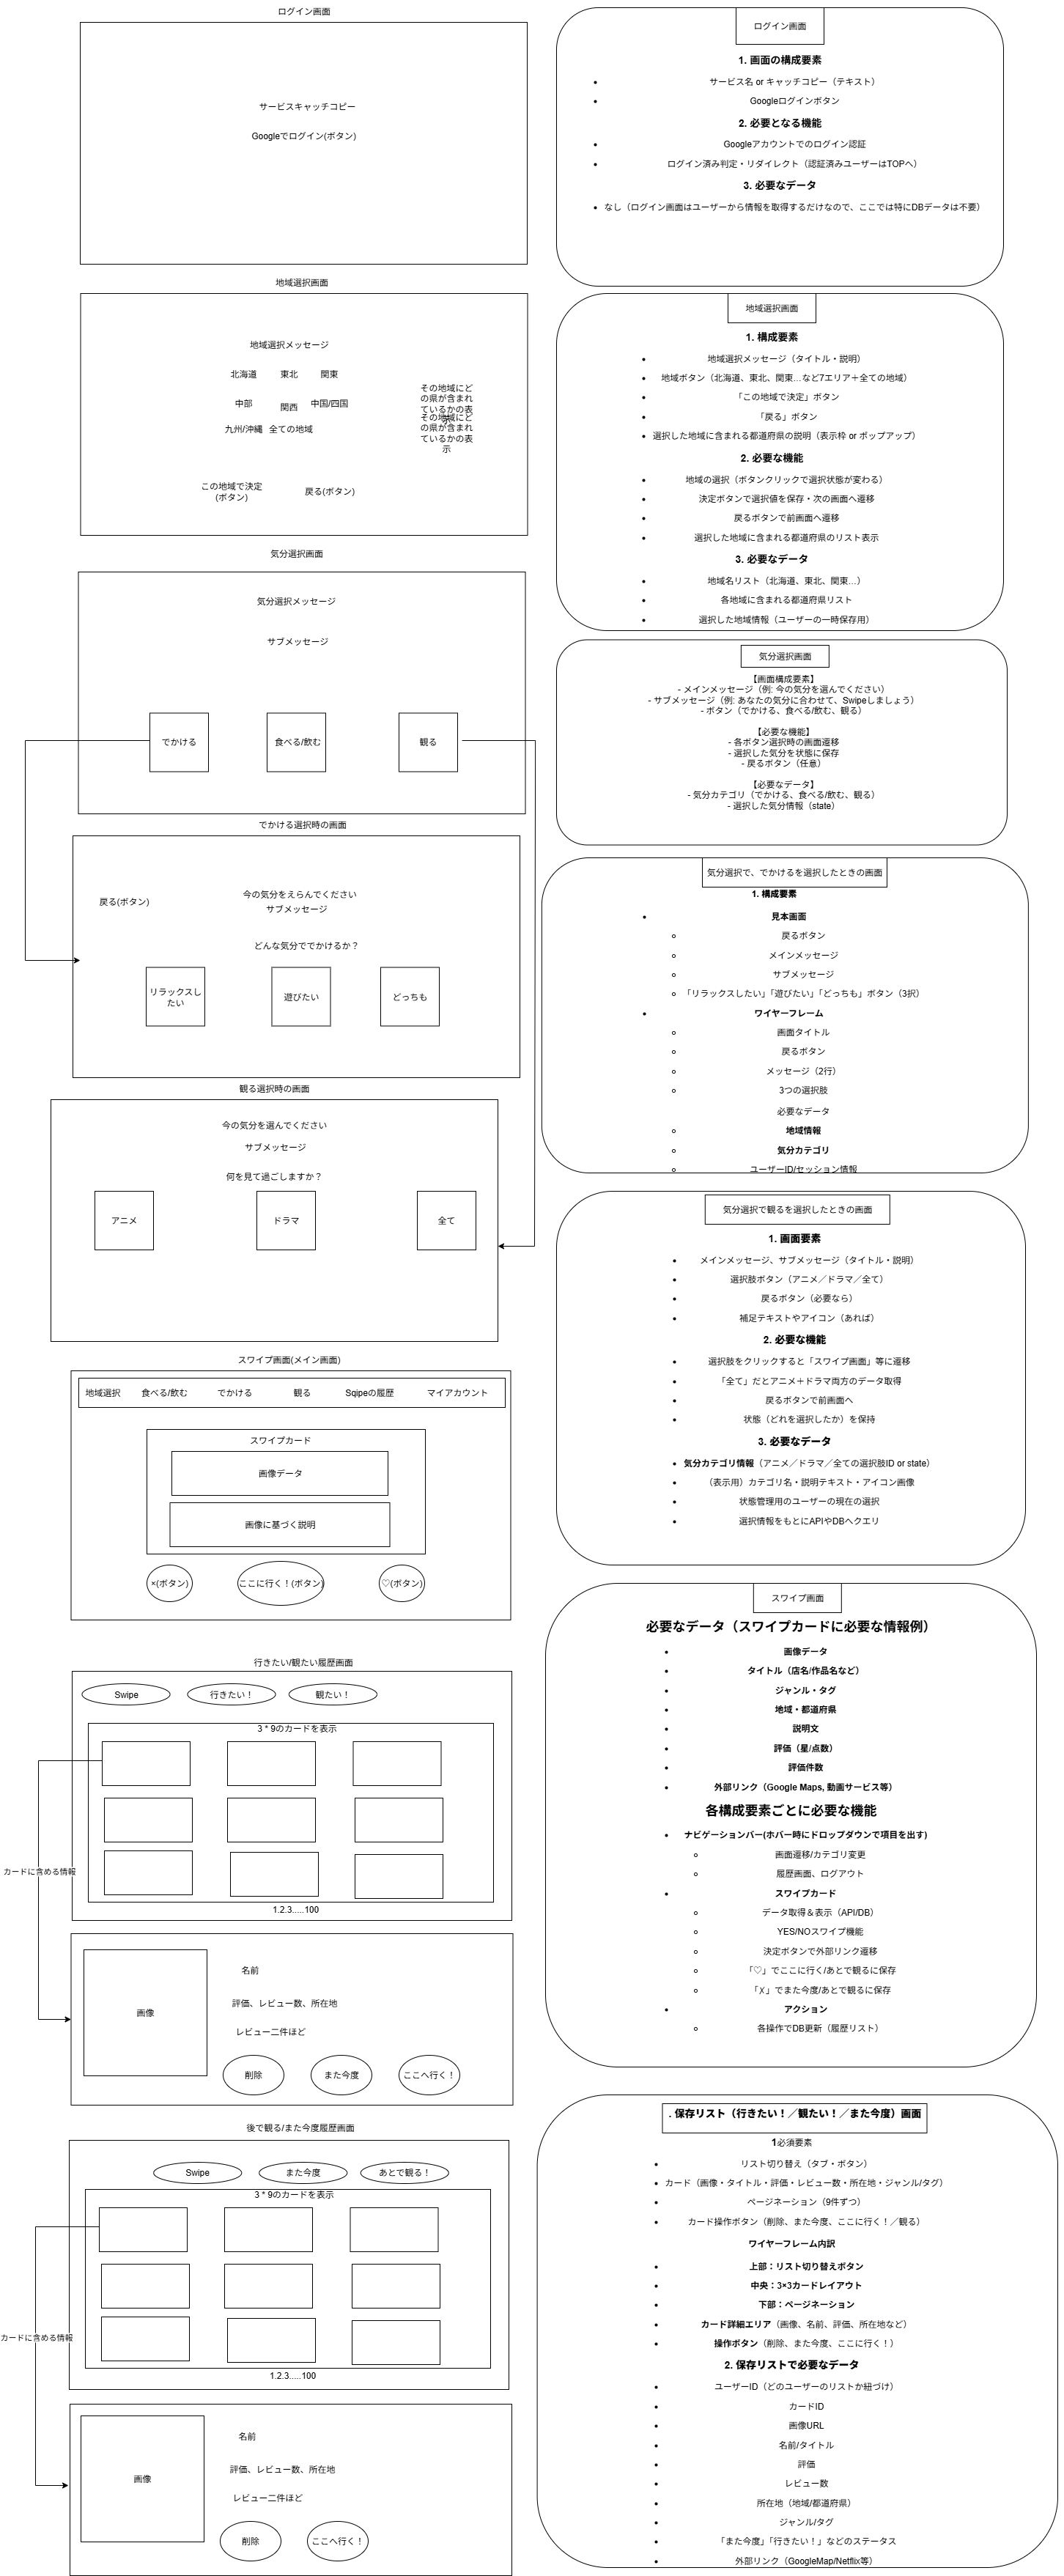 ログイン画面
サービスキャッチコピー
Googleでログイン(ボタン)
ログイン画面
1. 画面の構成要素
サービス名 or キャッチコピー（テキスト）
Googleログインボタン
2. 必要となる機能
Googleアカウントでのログイン認証
ログイン済み判定・リダイレクト（認証済みユーザーはTOPへ）
3. 必要なデータ
なし（ログイン画面はユーザーから情報を取得するだけなので、ここでは特にDBデータは不要）
地域選択画面
地域選択メッセージ
北海道 東北 関東
中部 関西 中国/四国
九州/沖縄 全ての地域
その地域にど
の県が含まれ
ているかの表
その地域にど
の県が含まれ
ているかの表
示
この地域で決定
(ボタン)
戻る(ボタン)
地域選択画面
1. 構成要素
地域選択メッセージ（タイトル・説明）
地域ボタン（北海道、東北、関東…など7エリア＋全ての地域）
「この地域で決定」ボタン
「戻る」ボタン
選択した地域に含まれる都道府県の説明（表示枠 or ポップアップ）
2. 必要な機能
地域の選択（ボタンクリックで選択状態が変わる）
決定ボタンで選択値を保存・次の画面へ遷移
戻るボタンで前画面へ遷移
選択した地域に含まれる都道府県のリスト表示
3. 必要なデータ
地域名リスト（北海道、東北、関東…）
各地域に含まれる都道府県リスト
選択した地域情報（ユーザーの一時保存用）
気分選択画面
気分選択メッセージ
サブメッセージ
でかける
食べる/飲む
観る
気分選択画面
【画面構成要素】
- メインメッセージ（例: 今の気分を選んでください）
- サブメッセージ（例: あなたの気分に合わせて、Swipeしましょう）
- ボタン（でかける、食べる/飲む、観る）
【必要な機能】
- 各ボタン選択時の画面遷移
- 選択した気分を状態に保存
- 戻るボタン（任意）
【必要なデータ】
- 気分カテゴリ（でかける、食べる/飲む、観る）
- 選択した気分情報（state）
でかける選択時の画面
戻る(ボタン)
今の気分をえらんでください
サブメッセージ
どんな気分ででかけるか？
リラックスし
たい
遊びたい
どっちも
気分選択で、でかけるを選択したときの画面
1. 構成要素
見本画面
戻るボタン
メインメッセージ
サブメッセージ
「リラックスしたい」「遊びたい」「どっちも」ボタン（3択）
ワイヤーフレーム
画面タイトル
戻るボタン
メッセージ（2行）
3つの選択肢
必要なデータ
地域情報
気分カテゴリ
ユーザーID/セッション情報
観る選択時の画面
今の気分を選んでください
サブメッセージ
何を見て過ごしますか？
アニメ
ドラマ
全て
気分選択で観るを選択したときの画面
1. 画面要素
メインメッセージ、サブメッセージ（タイトル・説明）
選択肢ボタン（アニメ／ドラマ／全て）
戻るボタン（必要なら）
補足テキストやアイコン（あれば）
2. 必要な機能
選択肢をクリックすると「スワイプ画面」等に遷移
「全て」だとアニメ＋ドラマ両方のデータ取得
戻るボタンで前画面へ
状態（どれを選択したか）を保持
3. 必要なデータ
気分カテゴリ情報（アニメ／ドラマ／全ての選択肢ID or state）
（表示用）カテゴリ名・説明テキスト・アイコン画像
状態管理用のユーザーの現在の選択
選択情報をもとにAPIやDBへクエリ
スワイプ画面(メイン画面)
地域選択 食べる/飲む でかける 観る Sqipeの履歴 マイアカウント
スワイプカード
画像データ
画像に基づく説明
×(ボタン)
ここに行く！(ボタン)
♡(ボタン)
スワイプ画面
必要なデータ（スワイプカードに必要な情報例）
画像データ
タイトル（店名/作品名など）
ジャンル・タグ
地域・都道府県
説明文
評価（星/点数）
評価件数
外部リンク（Google Maps, 動画サービス等）
各構成要素ごとに必要な機能
ナビゲーションバー(ホバー時にドロップダウンで項目を出す)
画面遷移/カテゴリ変更
履歴画面、ログアウト
スワイプカード
データ取得＆表示（API/DB）
YES/NOスワイプ機能
決定ボタンで外部リンク遷移
「♡」でここに行く/あとで観るに保存
「✗」でまた今度/あとで観るに保存
アクション
各操作でDB更新（履歴リスト）
行きたい/観たい履歴画面
Swipe
行きたい！
観たい！
3 * 9のカードを表示
1.2.3.....100
カードに含める情報
画像
名前
評価、レビュー数、所在地
レビュー二件ほど
削除
また今度
ここへ行く！
後で観る/また今度履歴画面
Swipe
また今度
あとで観る！
3 * 9のカードを表示
1.2.3.....100
カードに含める情報
画像
名前
評価、レビュー数、所在地
レビュー二件ほど
削除
ここへ行く！
. 保存リスト（行きたい！／観たい！／また今度）画面
1必須要素
リスト切り替え（タブ・ボタン）
カード（画像・タイトル・評価・レビュー数・所在地・ジャンル/タグ）
ページネーション（9件ずつ）
カード操作ボタン（削除、また今度、ここに行く！／観る）
ワイヤーフレーム内訳
上部：リスト切り替えボタン
中央：3×3カードレイアウト
下部：ページネーション
カード詳細エリア（画像、名前、評価、所在地など）
操作ボタン（削除、また今度、ここに行く！）
2. 保存リストで必要なデータ
ユーザーID（どのユーザーのリストか紐づけ）
カードID
画像URL
名前/タイトル
評価
レビュー数
所在地（地域/都道府県）
ジャンル/タグ
「また今度」「行きたい！」などのステータス
外部リンク（GoogleMap/Netflix等）